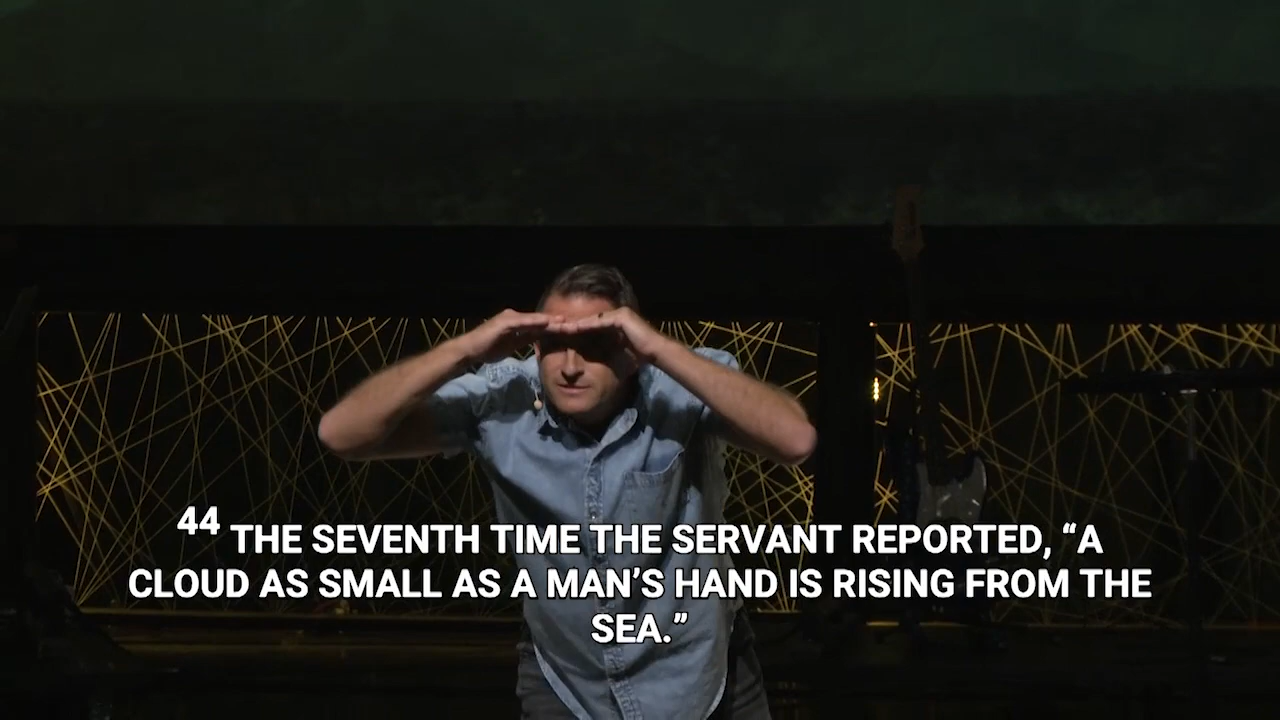 44 THE SEVENTH TIME THE SERVANT REPORTED, “A
CLOUD AS SMALL AS A MAN’S HAND IS RISING FROM THE
SEA.”